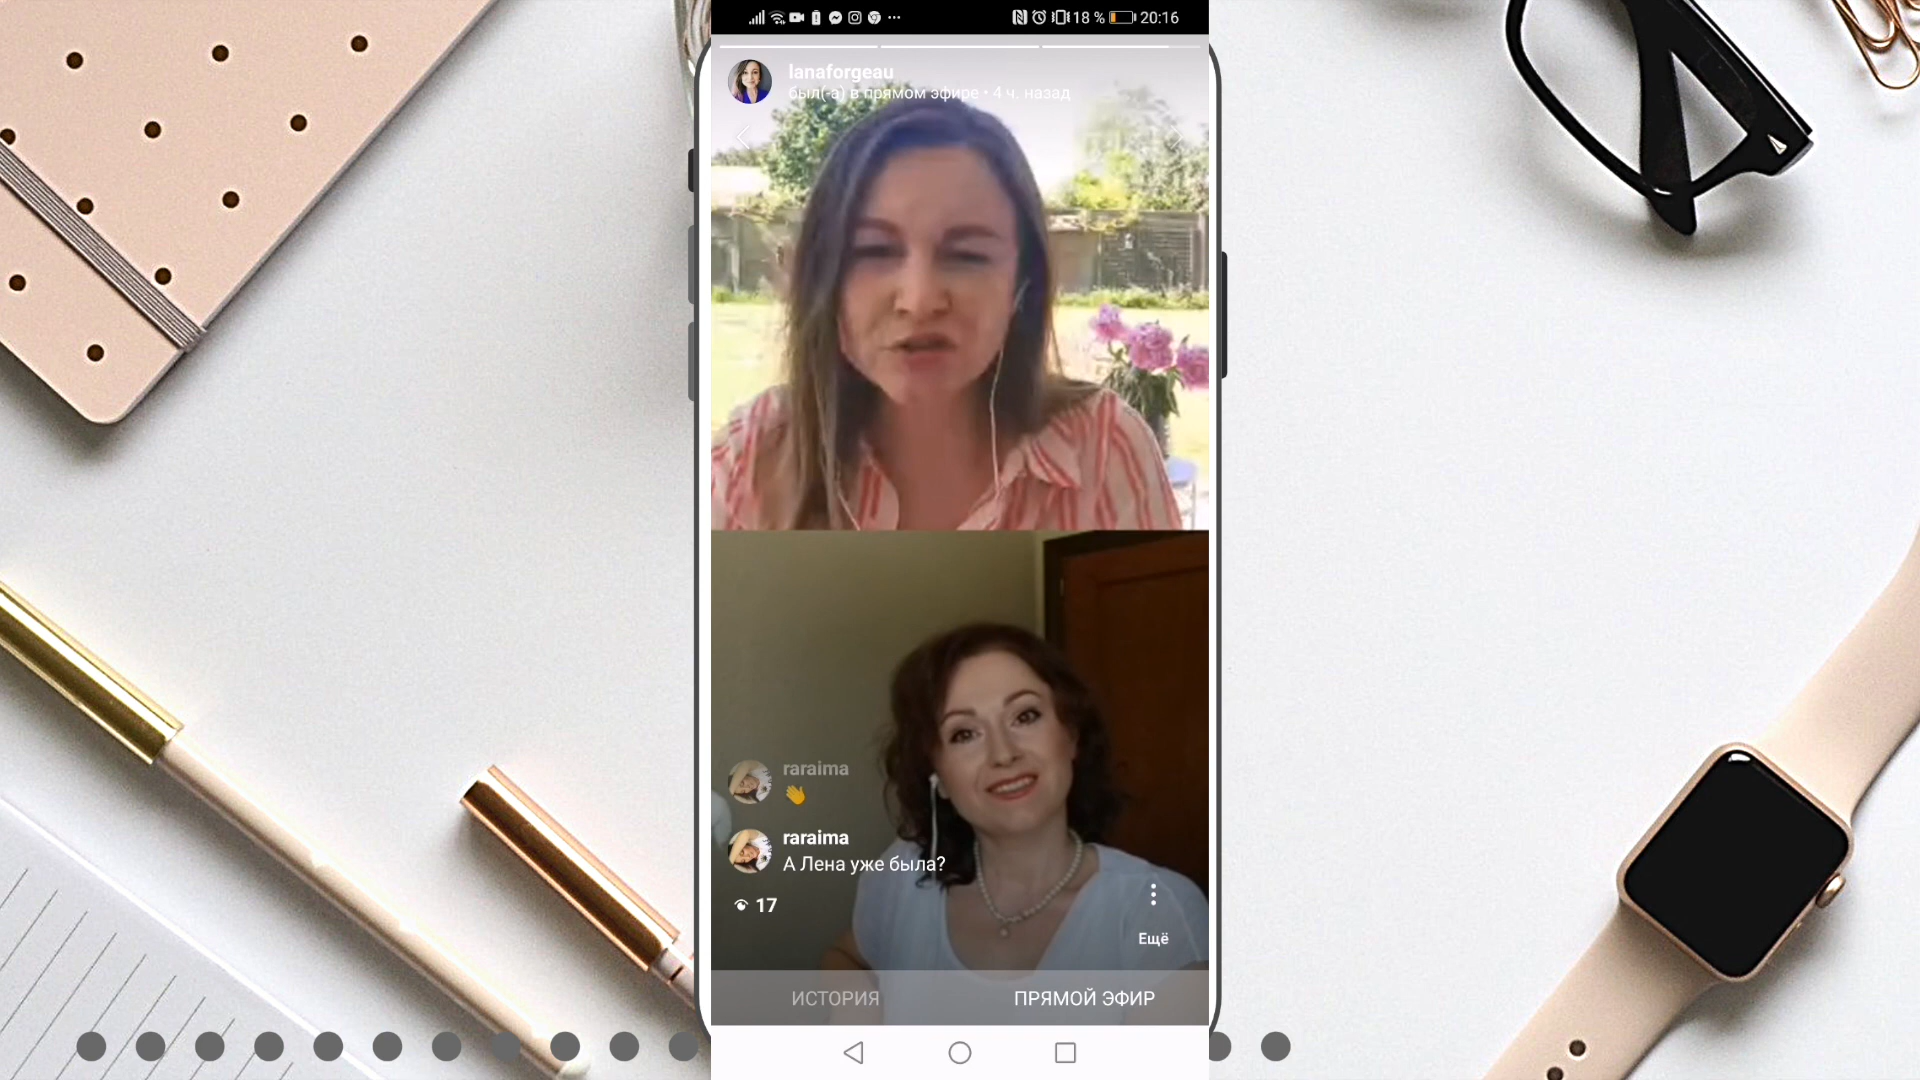 18 % 20:16
lanaforgeau
был(-а) в прямом эфире • 4 ч. назад
raraima
👋
raraima
А Лена уже была?
17
Ещё
ИСТОРИЯ ПРЯМОЙ ЭФИР